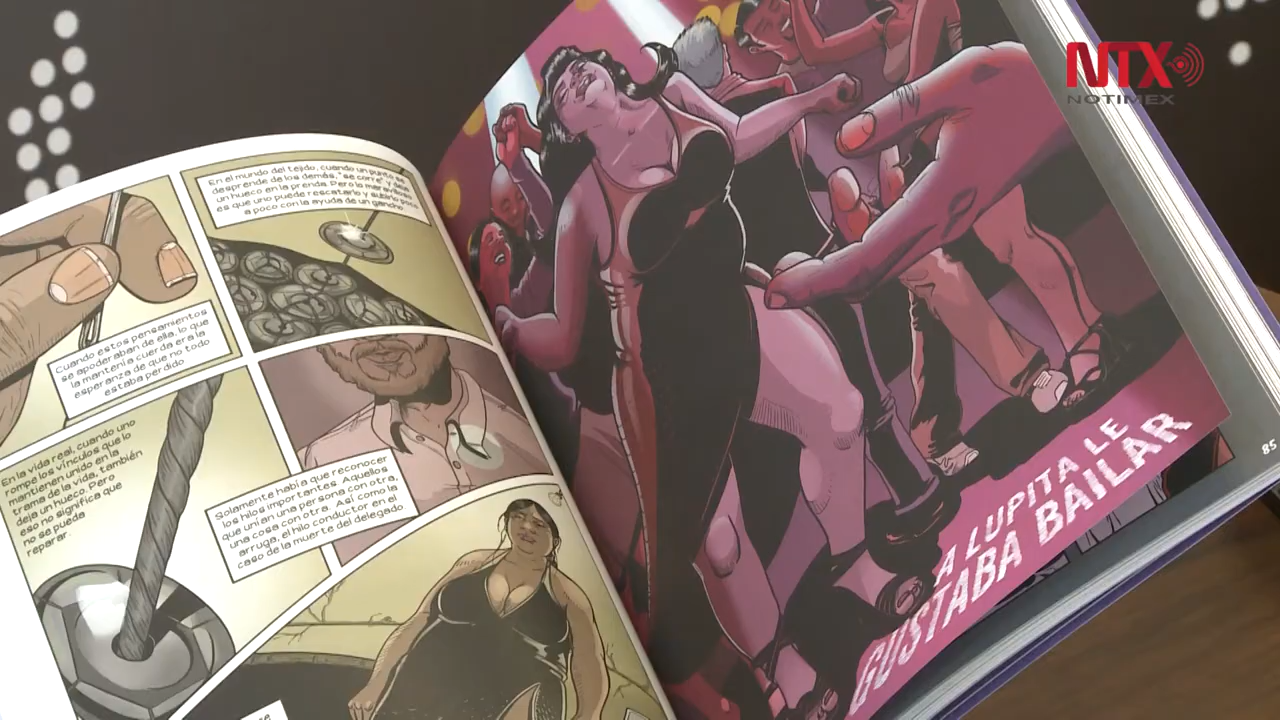 En el mundo del tejido, cuando un punto se
desprende de los demás, "se corre" y deja
un hueco en la prenda. Pero lo maravilloso
es que uno puede rescatarlo y subirlo poco
a poco con la ayuda de un gancho.
Cuando estos pensamientos
se apoderaban de ella, lo que
la mantenía cuerda era la
esperanza de que no todo
estaba perdido
En la vida real, cuando uno
rompe los vínculos que lo
mantienen unido en la
trama de la vida, también
deja un hueco. Pero
eso no significa que
no se pueda
reparar.
Solamente había que reconocer
los hilos importantes. Aquellos
que unían una persona con otra,
una cosa con otra. Así como la
arruga, el hilo conductor en el
caso de la muerte del delegado.
A LUPITA LE
GUSTABA BAILAR
85
NTX
NOTIMEX